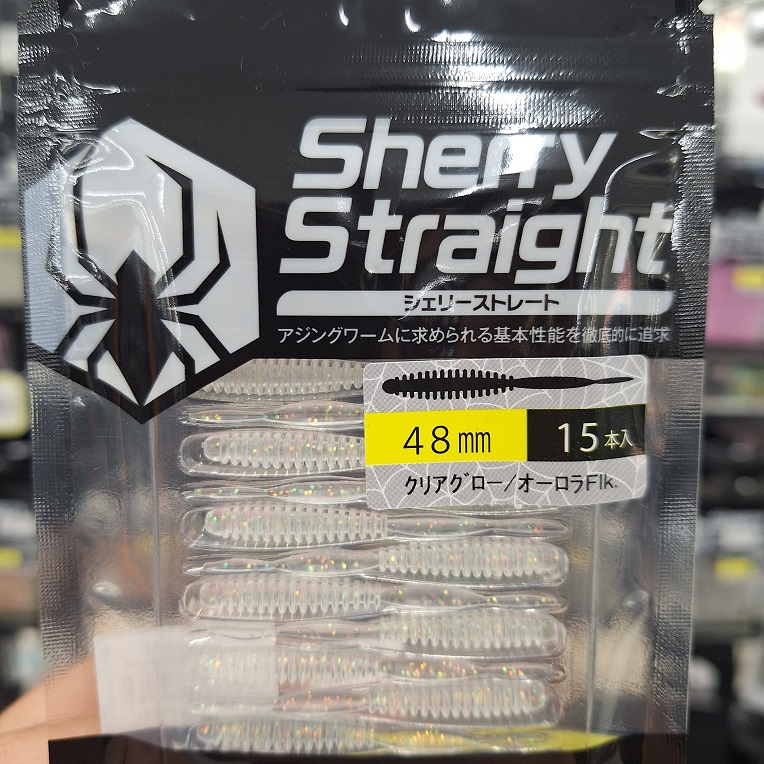 Sherry
Straight
シェリーストレート
アジングワームに求められる基本性能を徹底的に追求
48mm
15本入
クリアグロー/オーロラFlk.